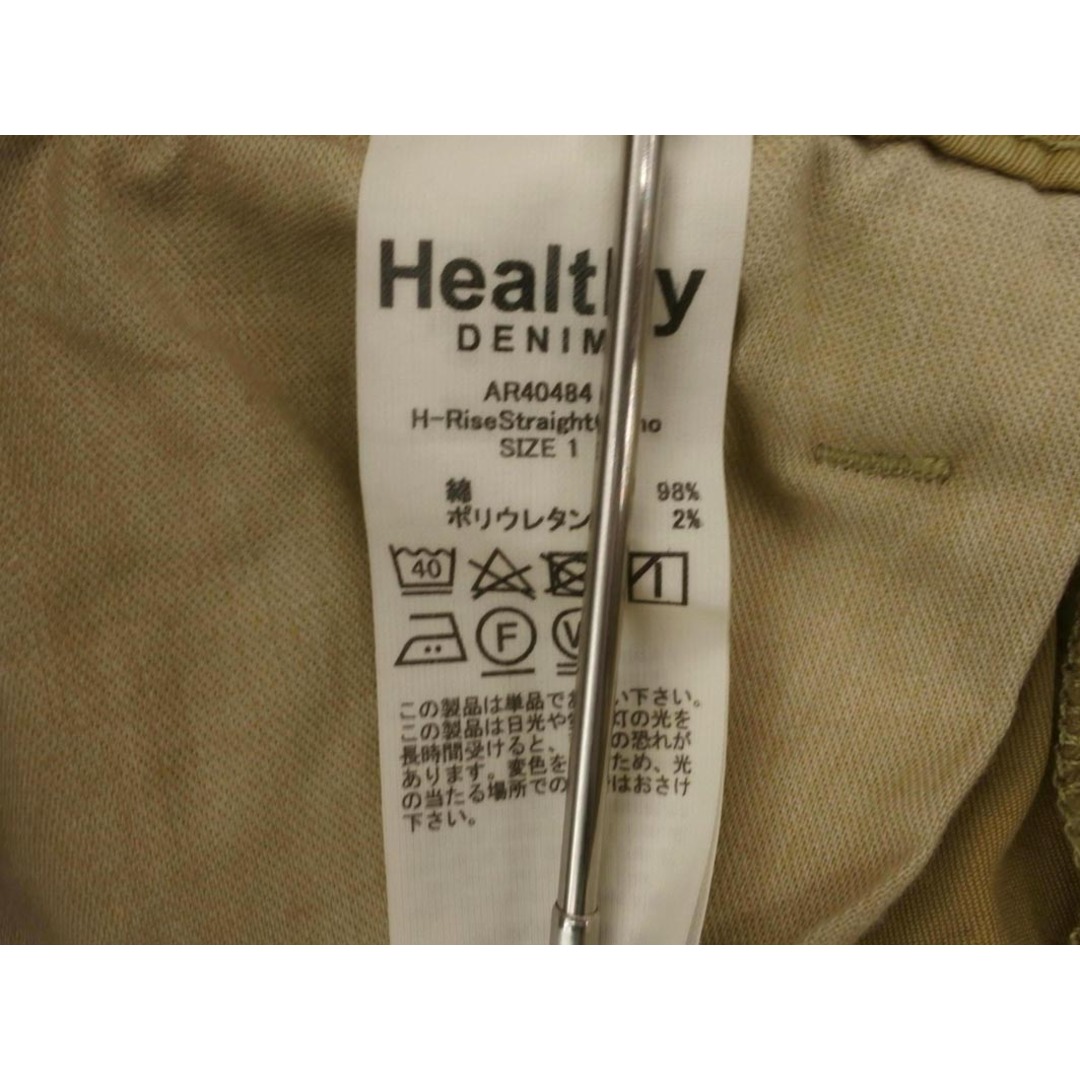 Healthy
DENIM
AR40484
H-RiseStraight
SIZE 1
綿 98%
ポリウレタン 2%
40
F
W
この製品は単品でお い下さい。
この製品は日光や 灯の光を
長時間受けると、 の恐れが
あります。変色を ため、光
の当たる場所での はおさけ
下さい。